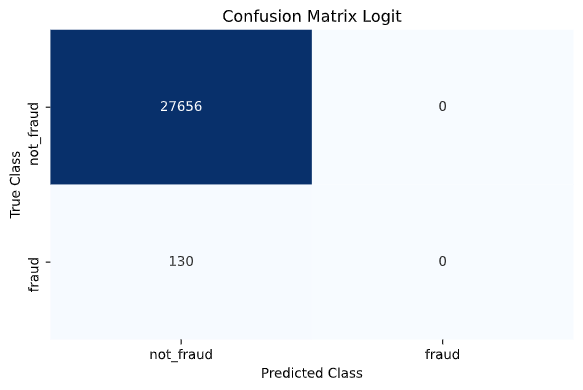 Confusion Matrix Logit
True Class
not_fraud
27656
0
fraud
130
0
not_fraud
fraud
Predicted Class